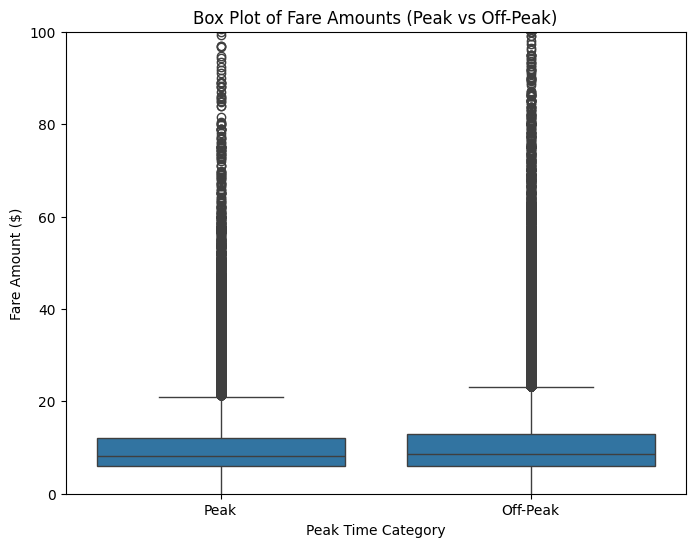 Box Plot of Fare Amounts (Peak vs Off-Peak)
100
80
60
40
20
0
Fare Amount ($)
Peak
Off-Peak
Peak Time Category